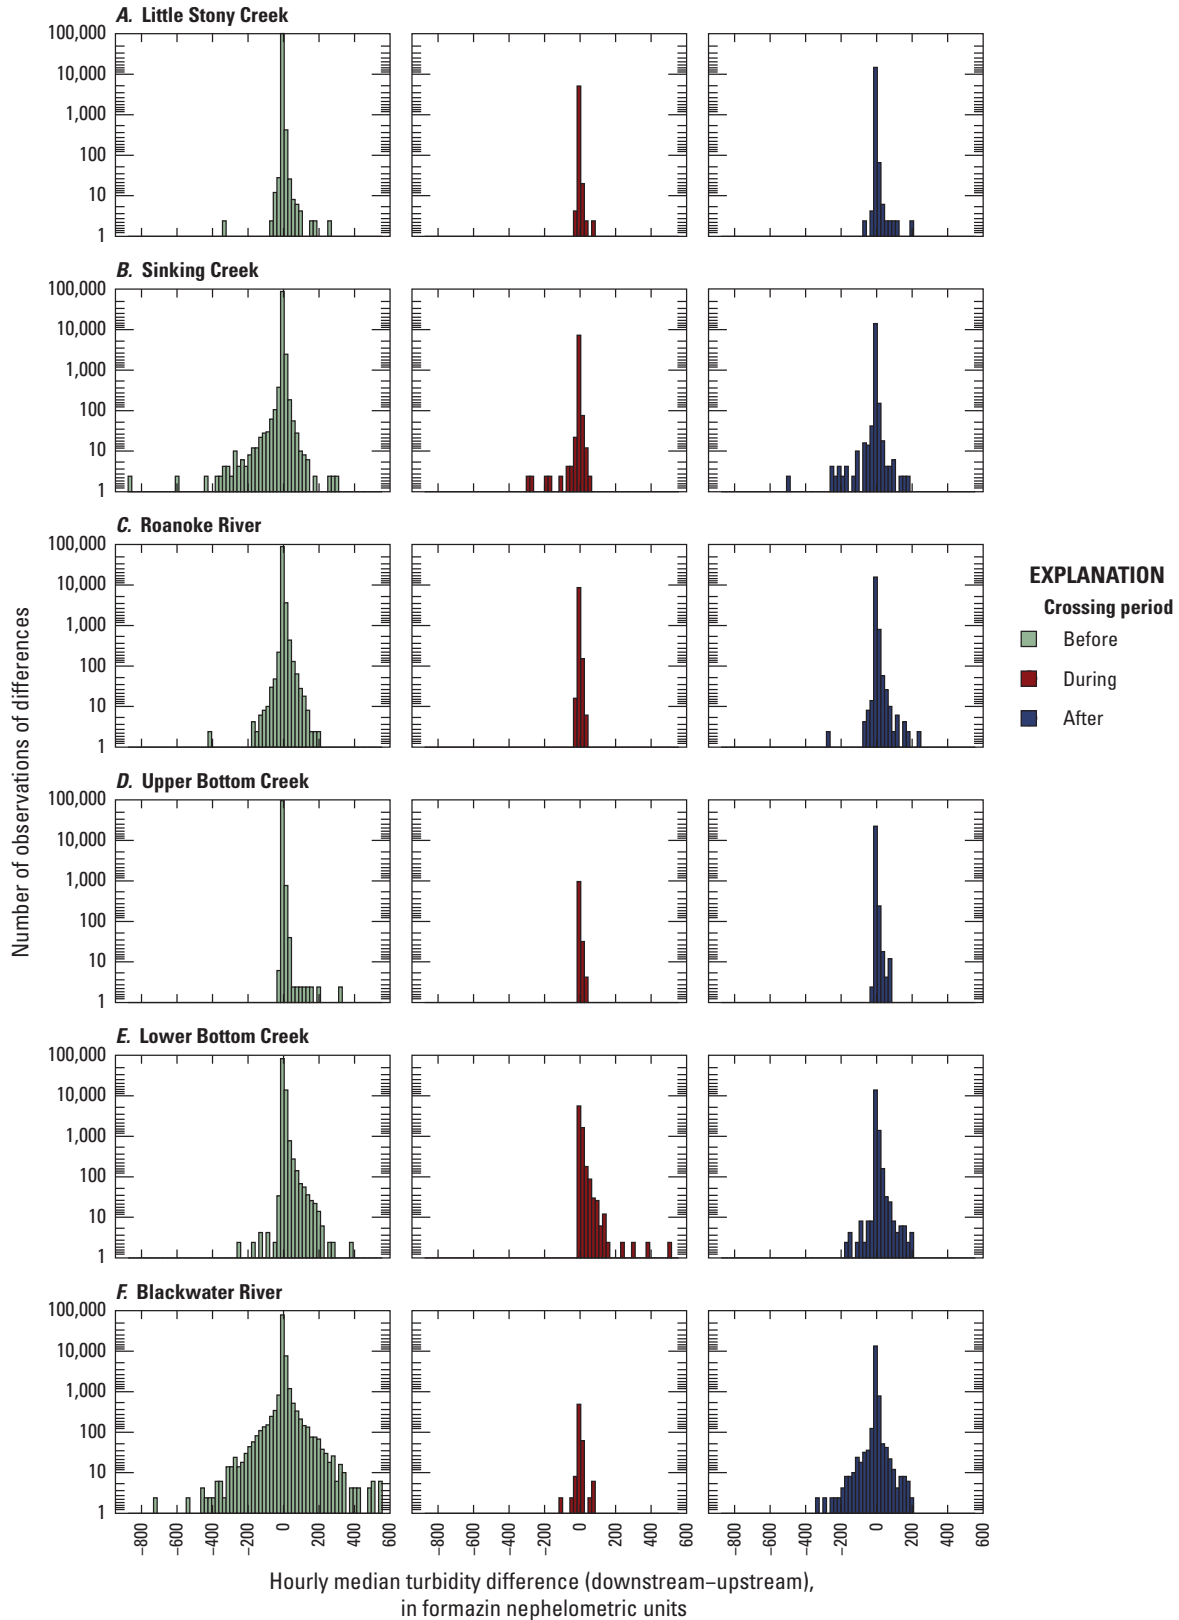 A. Little Stony Creek
100,000
10,000
1,000
100
10
1
B. Sinking Creek
100,000
10,000
1,000
100
10
1
C. Roanoke River
100,000
10,000
1,000
100
10
1
D. Upper Bottom Creek
100,000
10,000
1,000
100
10
1
E. Lower Bottom Creek
100,000
10,000
1,000
100
10
1
F. Blackwater River
100,000
10,000
1,000
100
10
1
Number of observations of differences
−800 −600 −400 −200 0 200 400 600
−800 −600 −400 −200 0 200 400 600
−800 −600 −400 −200 0 200 400 600
Hourly median turbidity difference (downstream–upstream),
in formazin nephelometric units
EXPLANATION
Crossing period
Before
During
After